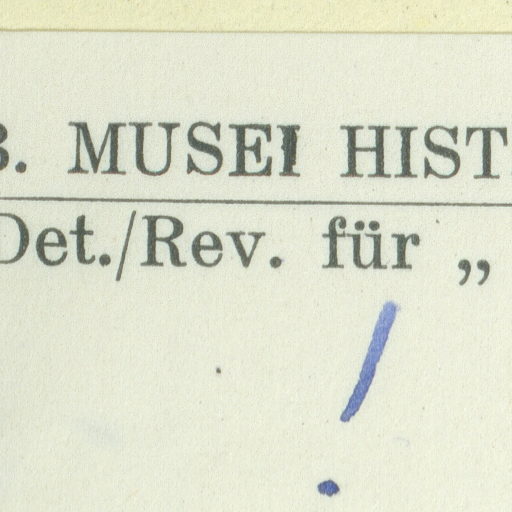 B. MUSEI HIST
Det./Rev. für „
!